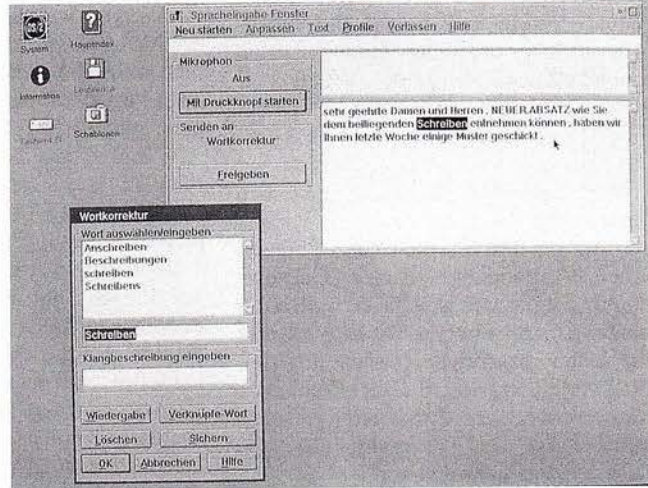 Spracheingabe-Fenster
Neu starten Anpassen Text Profile Verlassen Hilfe
System
Hauptindex
Information
Schablonen
Mikrophon
Aus
Mit Druckknopf starten
Senden an
Wortkorrektur
Freigeben
sehr geehrte Damen und Herren , NEUER.ABSATZ wie Sie
dem beiliegenden Schreiben entnehmen können , haben wir
Ihnen letzte Woche einige Muster geschickt .
Wortkorrektur
Wort auswählen/eingeben
Anschreiben
Beschreibungen
schreiben
Schreibens
Schreiben
Klangbeschreibung eingeben
Wiedergabe Verknüpfe-Wort
Löschen Sichern
OK Abbrechen Hilfe